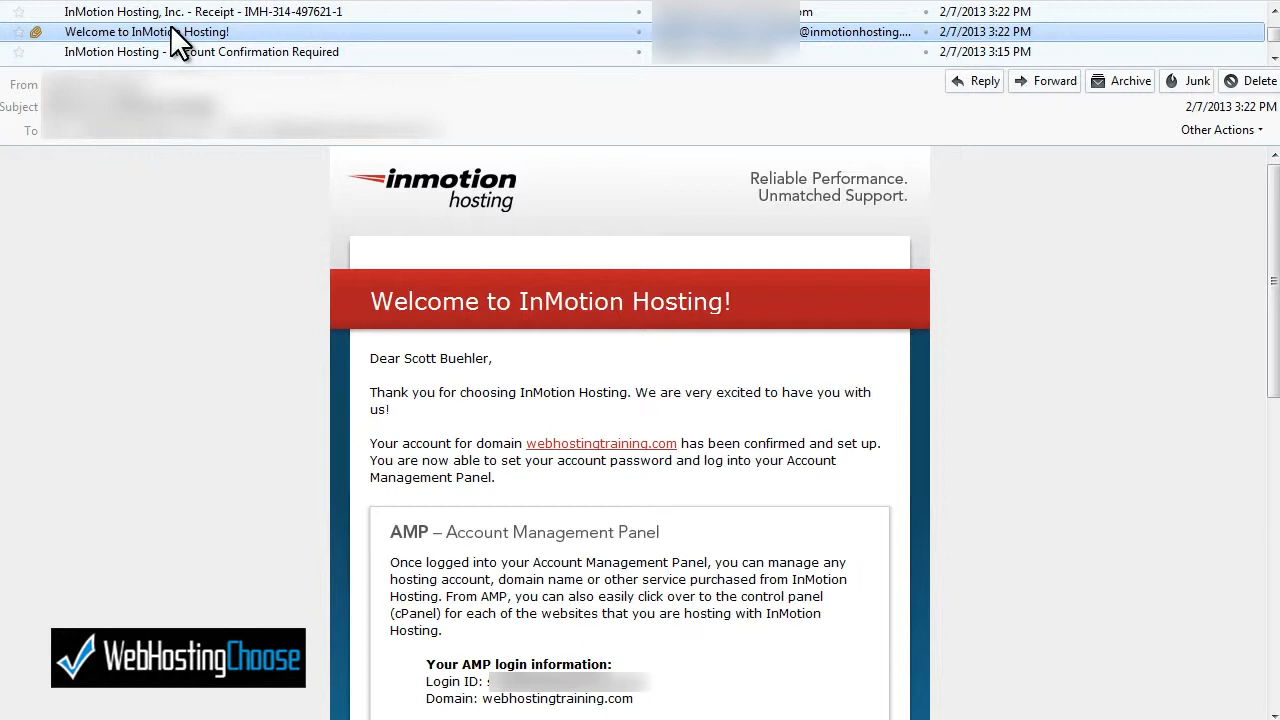 InMotion Hosting, Inc. - Receipt - IMH-314-497621-1
om
2/7/2013 3:22 PM
Welcome to InMotion Hosting!
@inmotionhosting....
2/7/2013 3:22 PM
InMotion Hosting - Account Confirmation Required
2/7/2013 3:15 PM
From
Reply
Forward
Archive
Junk
Delete
Subject
2/7/2013 3:22 PM
To
Other Actions
inmotion
hosting
Reliable Performance.
Unmatched Support.
Welcome to InMotion Hosting!
Dear Scott Buehler,
Thank you for choosing InMotion Hosting. We are very excited to have you with
us!
Your account for domain webhostingtraining.com has been confirmed and set up.
You are now able to set your account password and log into your Account
Management Panel.
AMP – Account Management Panel
Once logged into your Account Management Panel, you can manage any
hosting account, domain name or other service purchased from InMotion
Hosting. From AMP, you can also easily click over to the control panel
(cPanel) for each of the websites that you are hosting with InMotion
Hosting.
Your AMP login information:
Login ID:
Domain: webhostingtraining.com
WebHostingChoose